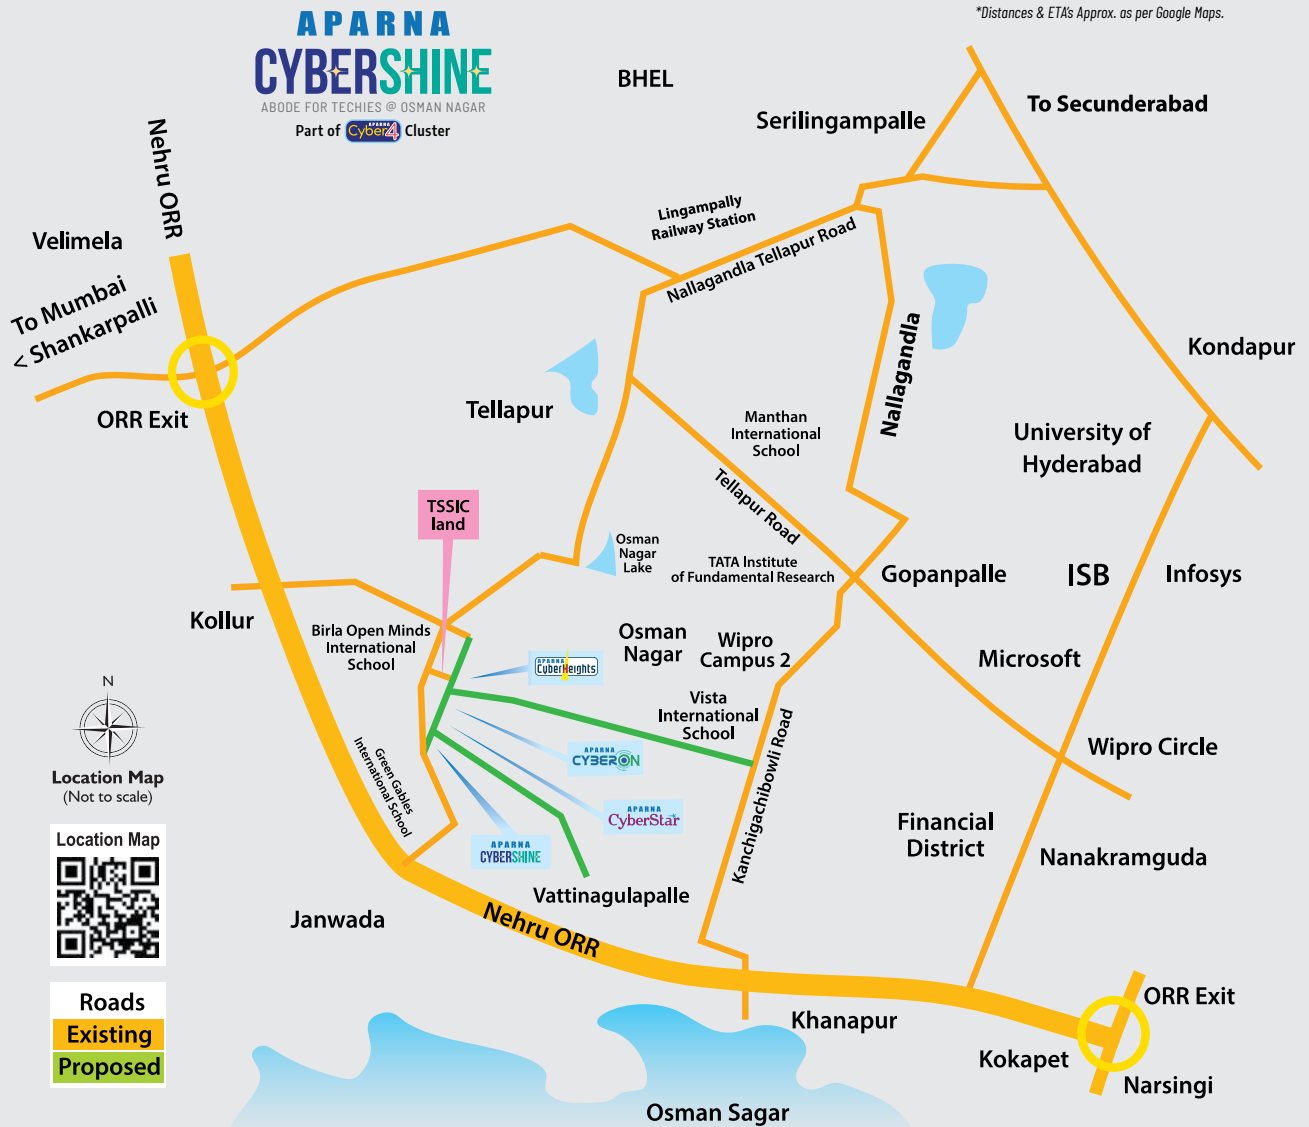 *Distances & ETA's Approx. as per Google Maps.
APARNA
CYBERSHINE
ABODE FOR TECHIES @ OSMAN NAGAR
Part of APARNA Cyber4 Cluster
BHEL
To Secunderabad
Serilingampalle
Nehru ORR
Velimela
Lingampally
Railway Station
Nallagandla Tellapur Road
To Mumbai
< Shankarpalli
Kondapur
Nallagandla
ORR Exit
Tellapur
Manthan
International
School
University of
Hyderabad
TSSIC
land
Tellapur Road
Osman
Nagar
Lake
TATA Institute
of Fundamental Research
Gopanpalle
ISB
Infosys
Kollur
Birla Open Minds
International
School
Osman
Nagar
Wipro
Campus 2
APARNA
CyberHeights
Microsoft
N
Vista
International
School
Location Map
(Not to scale)
Green Gables
International School
APARNA
CYBERON
Kanchigachibowli Road
Wipro Circle
APARNA
CyberStar
APARNA
CYBERSHINE
Financial
District
Nanakramguda
Location Map
Vattinagulapalle
Janwada
Nehru ORR
Roads
Existing
Proposed
ORR Exit
Khanapur
Kokapet
Narsingi
Osman Sagar